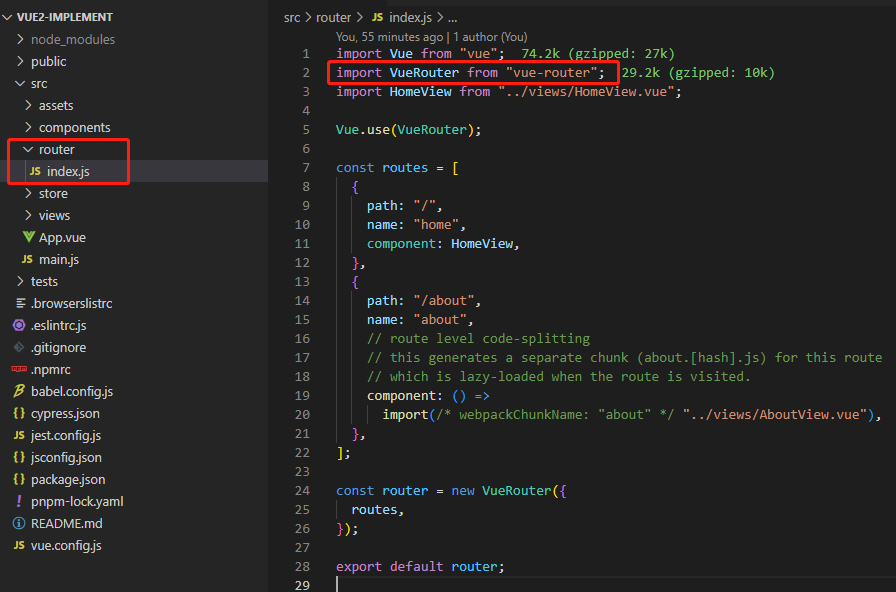 VUE2-IMPLEMENT
node_modules
public
src
assets
components
router
JS index.js
store
views
App.vue
JS main.js
tests
.browserslistrc
.eslintrc.js
.gitignore
npm .npmrc
babel.config.js
{} cypress.json
JS jest.config.js
{} jsconfig.json
{} package.json
! pnpm-lock.yaml
README.md
JS vue.config.js
src > router > JS index.js > ...
You, 55 minutes ago | 1 author (You)
1 import Vue from "vue"; 74.2k (gzipped: 27k)
2 import VueRouter from "vue-router"; 29.2k (gzipped: 10k)
3 import HomeView from "../views/HomeView.vue";
4
5 Vue.use(VueRouter);
6
7 const routes = [
8 {
9 path: "/",
10 name: "home",
11 component: HomeView,
12 },
13 {
14 path: "/about",
15 name: "about",
16 // route level code-splitting
17 // this generates a separate chunk (about.[hash].js) for this route
18 // which is lazy-loaded when the route is visited.
19 component: () =>
20 import(/* webpackChunkName: "about" */ "../views/AboutView.vue"),
21 },
22 ];
23
24 const router = new VueRouter({
25 routes,
26 });
27
28 export default router;
29